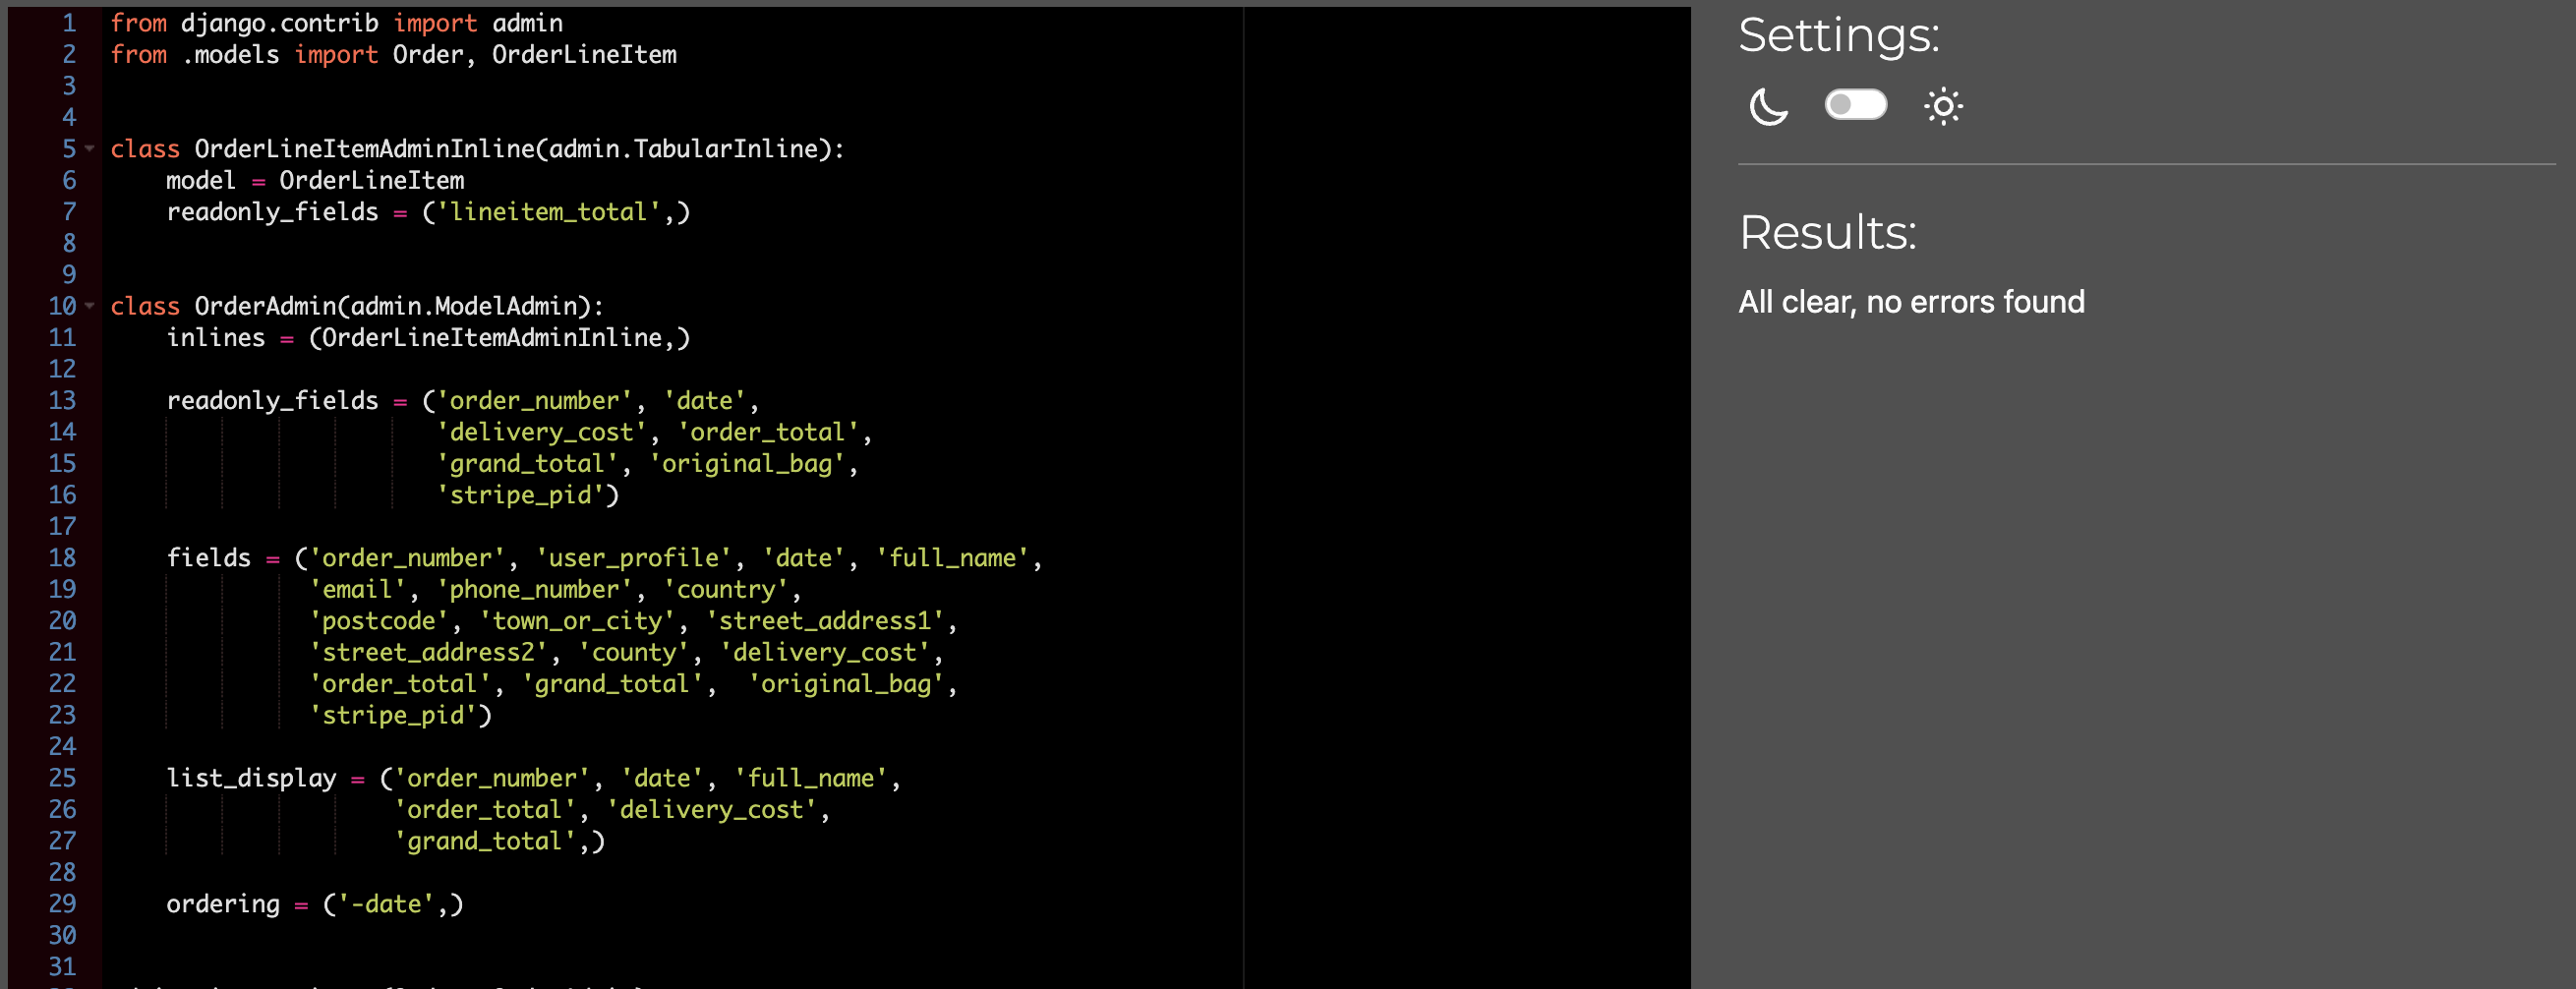 1 from django.contrib import admin
2 from .models import Order, OrderLineItem
3
4
5 class OrderLineItemAdminInline(admin.TabularInline):
6     model = OrderLineItem
7     readonly_fields = ('lineitem_total',)
8
9
10 class OrderAdmin(admin.ModelAdmin):
11     inlines = (OrderLineItemAdminInline,)
12
13     readonly_fields = ('order_number', 'date',
14                        'delivery_cost', 'order_total',
15                        'grand_total', 'original_bag',
16                        'stripe_pid')
17
18     fields = ('order_number', 'user_profile', 'date', 'full_name',
19               'email', 'phone_number', 'country',
20               'postcode', 'town_or_city', 'street_address1',
21               'street_address2', 'county', 'delivery_cost',
22               'order_total', 'grand_total',  'original_bag',
23               'stripe_pid')
24
25     list_display = ('order_number', 'date', 'full_name',
26                     'order_total', 'delivery_cost',
27                     'grand_total',)
28
29     ordering = ('-date',)
30
31
Settings:
Results:
All clear, no errors found